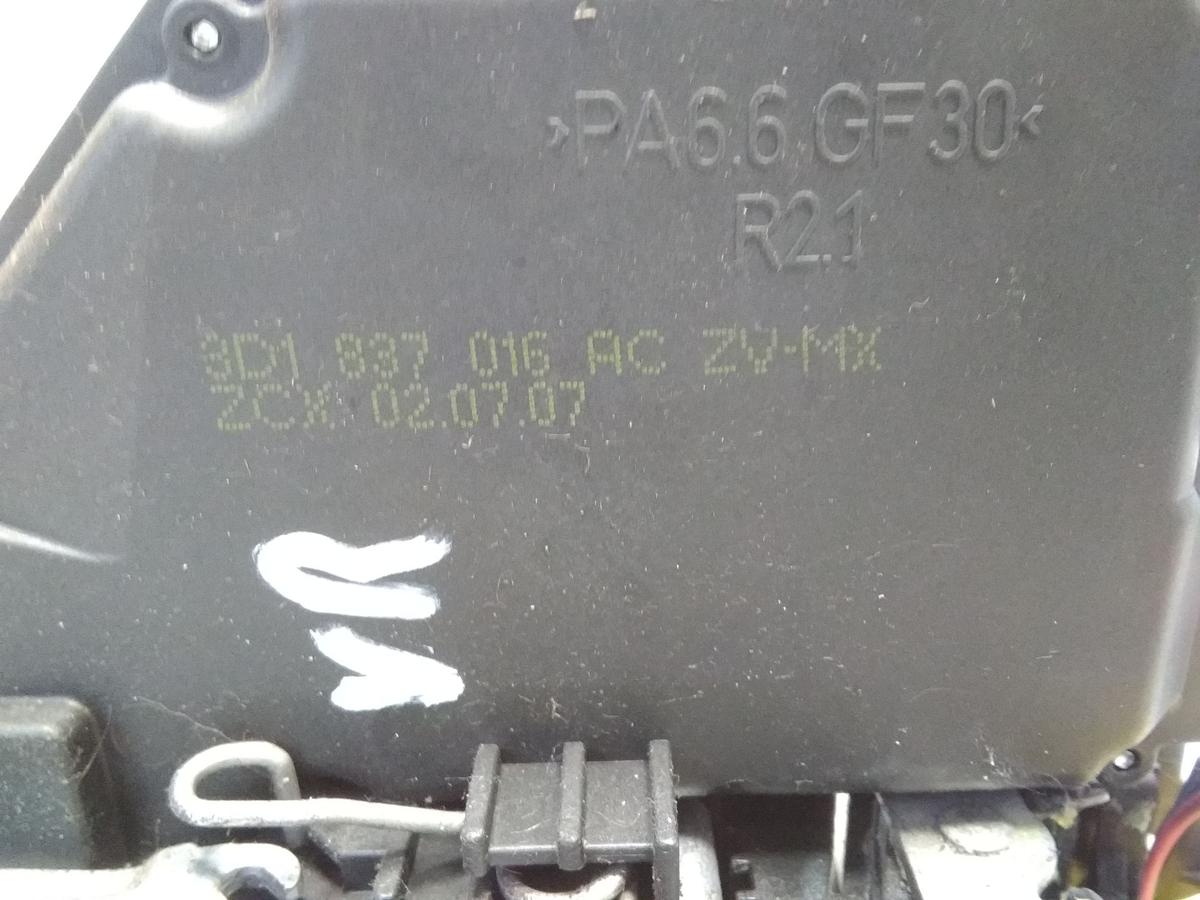 >PA6.6.GF30<
R2.1
3D1 837 016 AC ZV-MX
ZCX 02.07.07